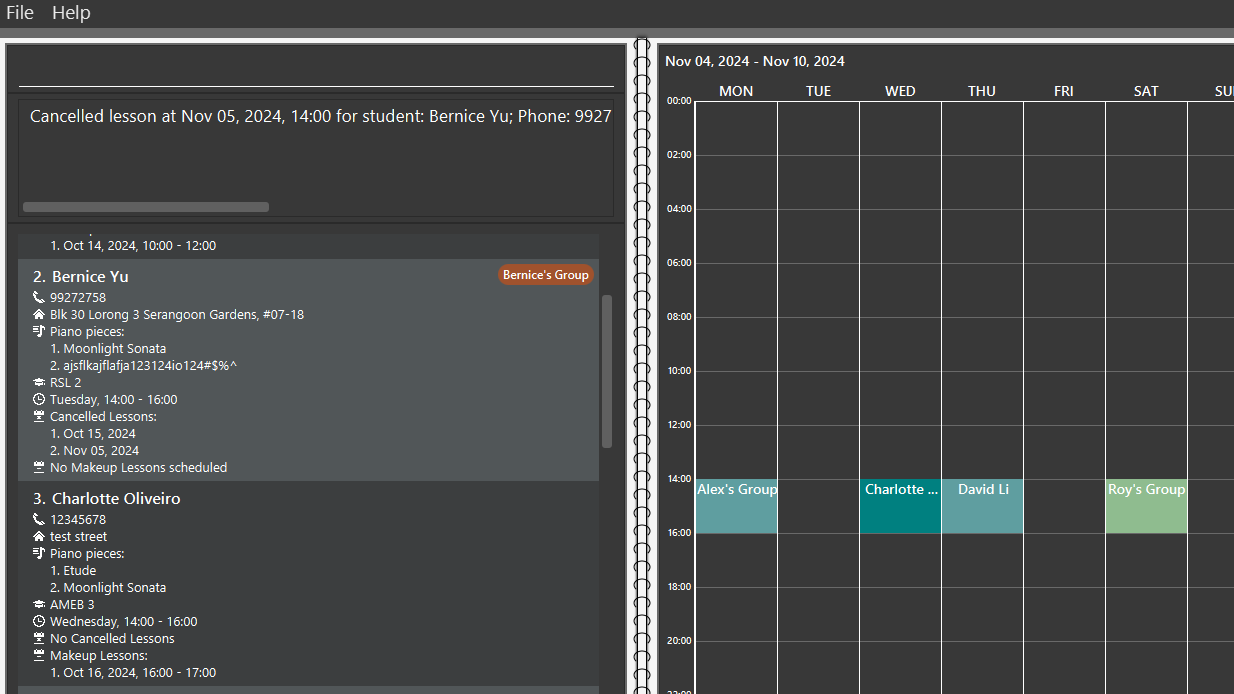 File Help
Cancelled lesson at Nov 05, 2024, 14:00 for student: Bernice Yu; Phone: 9927
1. Oct 14, 2024, 10:00 - 12:00
2. Bernice Yu
Bernice's Group
99272758
Blk 30 Lorong 3 Serangoon Gardens, #07-18
Piano pieces:
1. Moonlight Sonata
2. ajsflkajflafja123124io124#$%^
RSL 2
Tuesday, 14:00 - 16:00
Cancelled Lessons:
1. Oct 15, 2024
2. Nov 05, 2024
No Makeup Lessons scheduled
3. Charlotte Oliveiro
12345678
test street
Piano pieces:
1. Etude
2. Moonlight Sonata
AMEB 3
Wednesday, 14:00 - 16:00
No Cancelled Lessons
Makeup Lessons:
1. Oct 16, 2024, 16:00 - 17:00
Nov 04, 2024 - Nov 10, 2024
MON TUE WED THU FRI SAT SU
00:00
02:00
04:00
06:00
08:00
10:00
12:00
14:00
Alex's Group Charlotte ... David Li Roy's Group
16:00
18:00
20:00